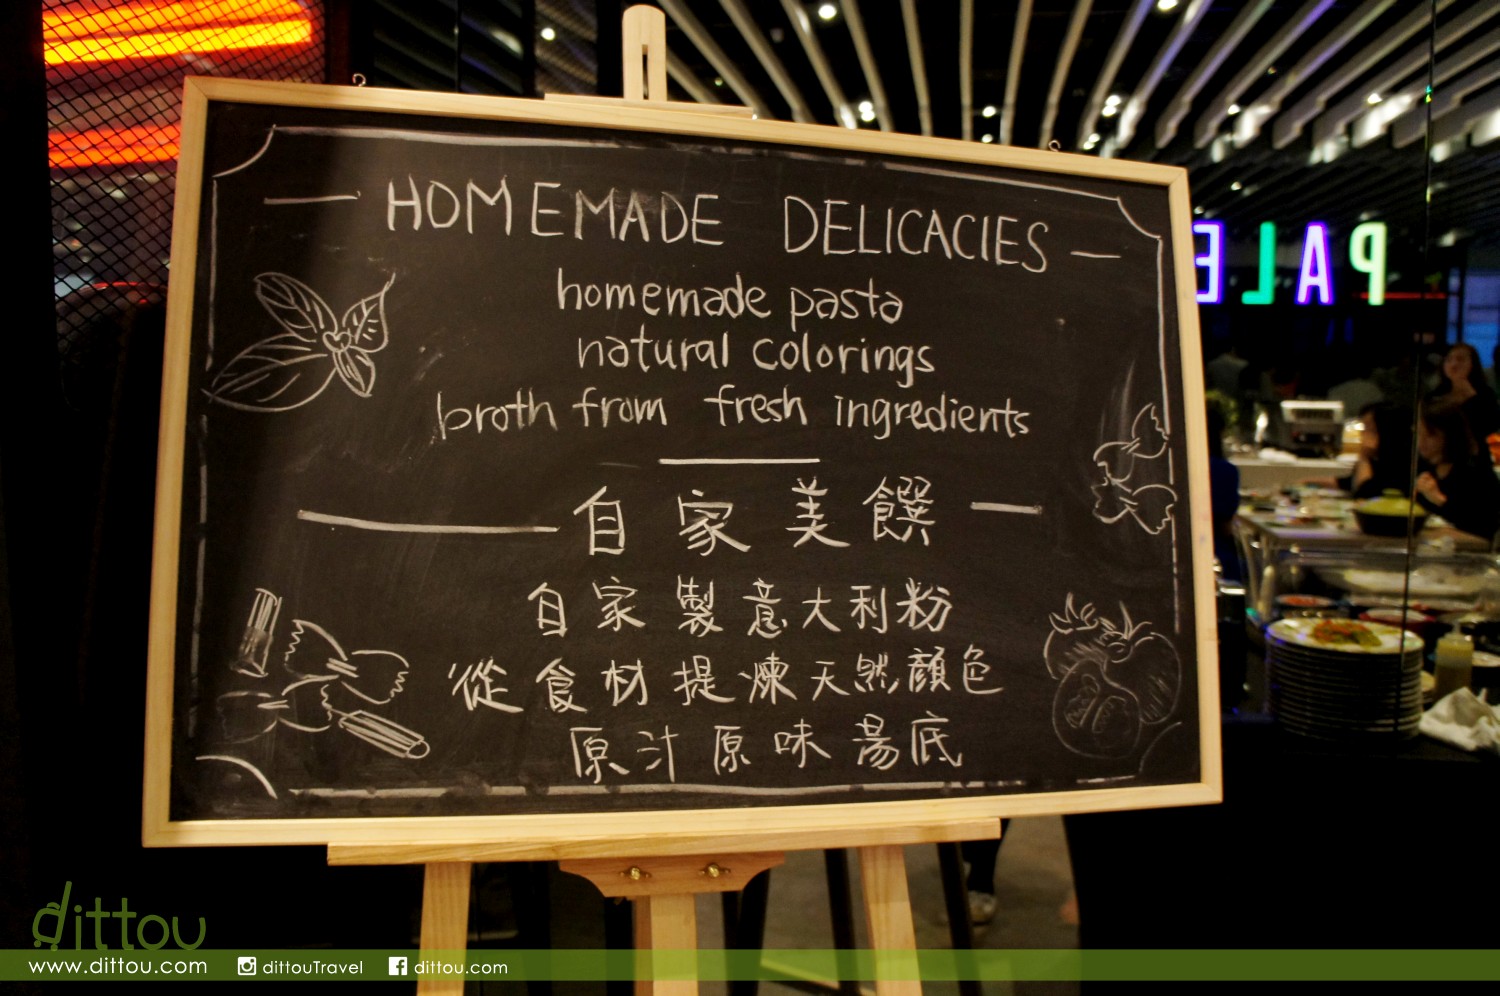 HOMEMADE DELICACIES
homemade pasta
natural colorings
broth from fresh ingredients
自家美饌
自家製意大利粉
從食材提煉天然顏色
原汁原味湯底
PALE
dittou
www.dittou.com dittouTravel dittou.com